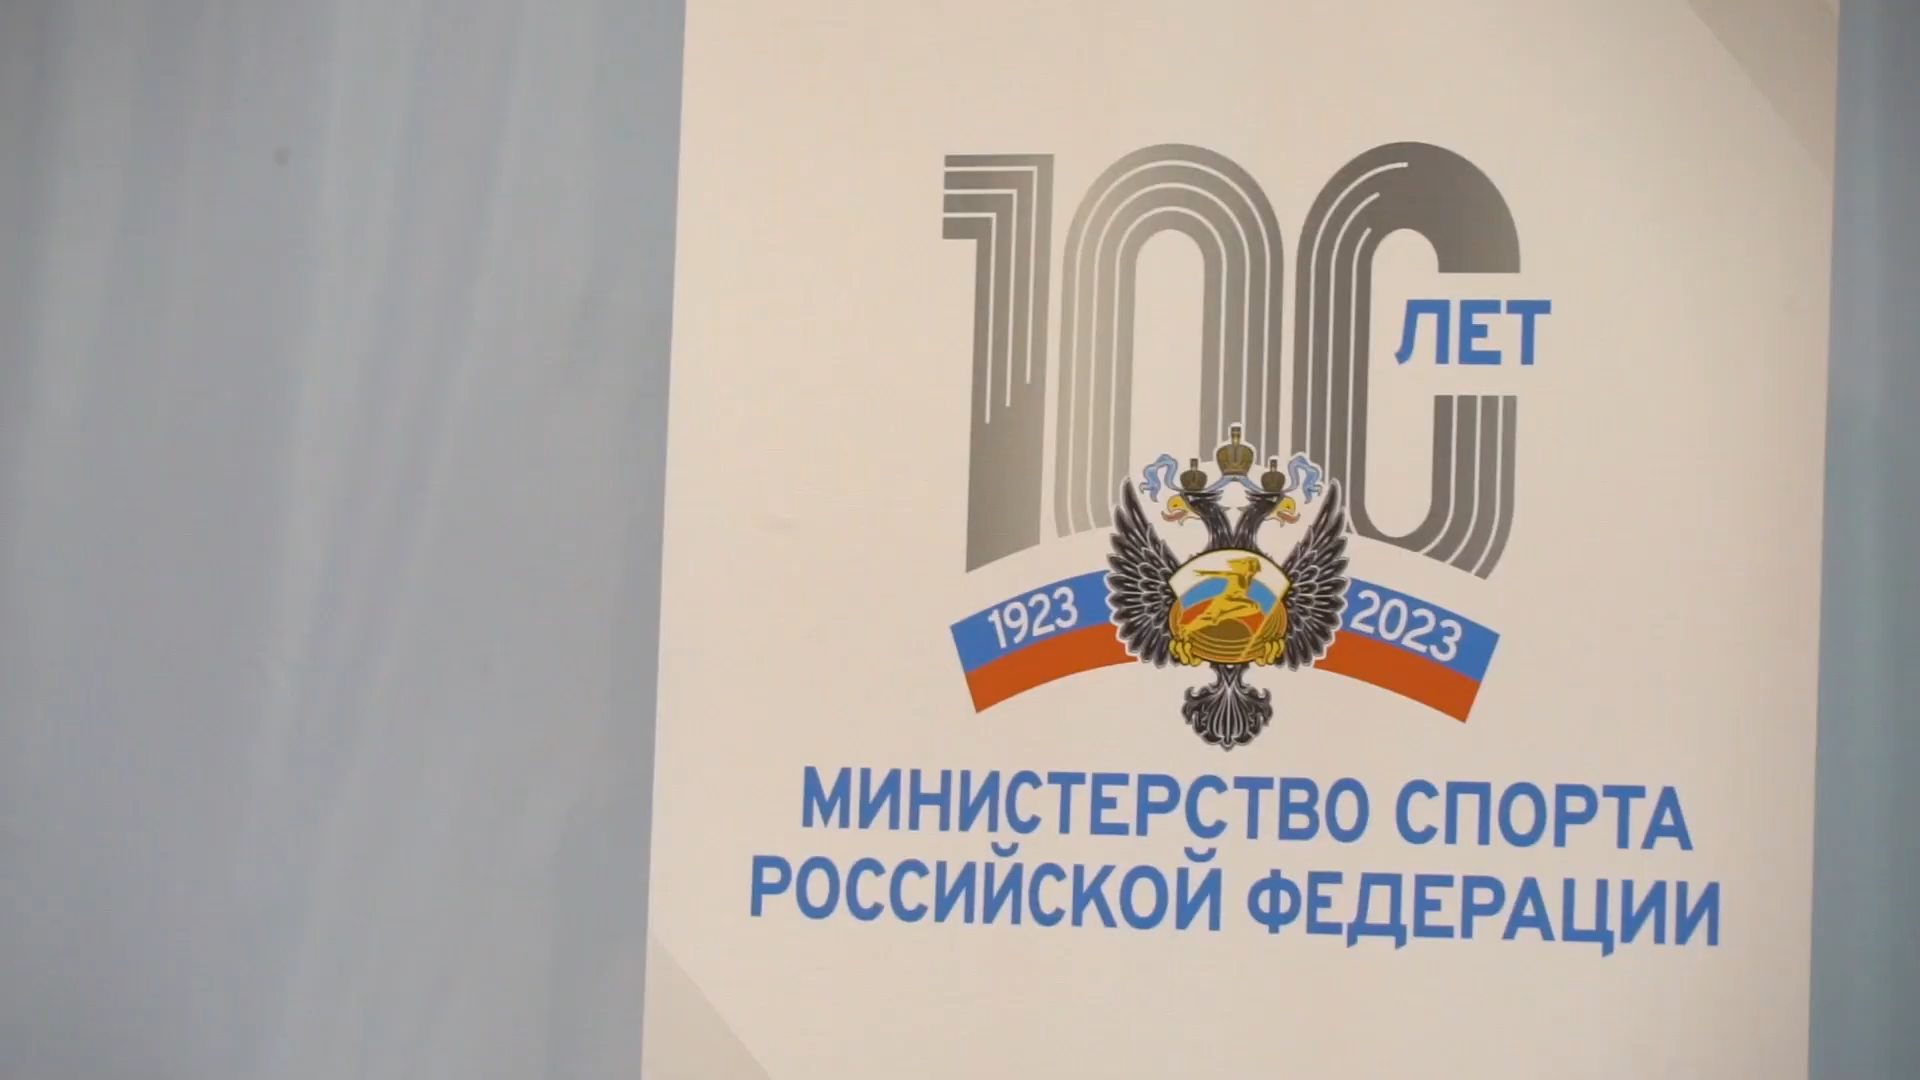 100
ЛЕТ
1923 2023
МИНИСТЕРСТВО СПОРТА
РОССИЙСКОЙ ФЕДЕРАЦИИ